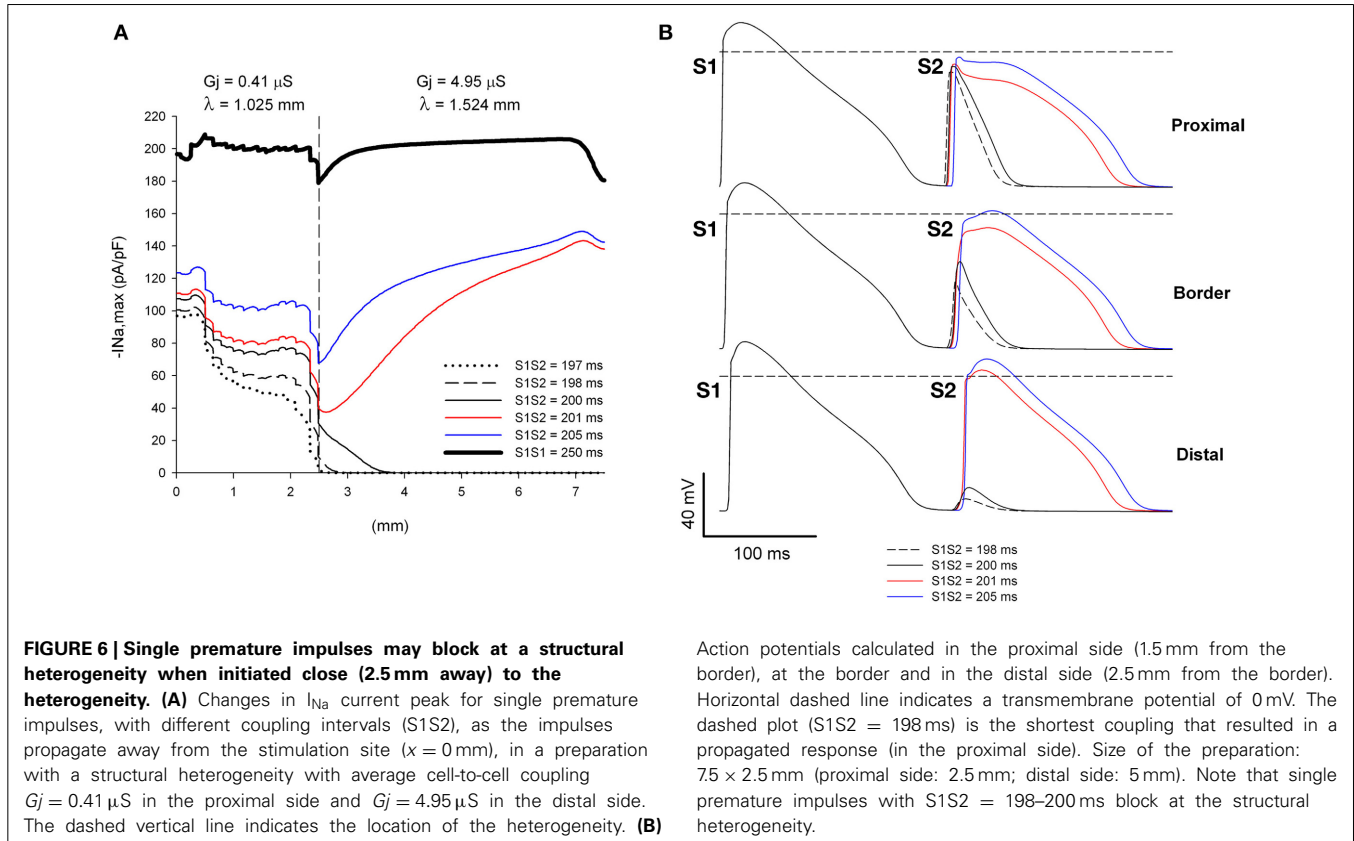 A
Gj = 0.41 μS
λ = 1.025 mm
Gj = 4.95 μS
λ = 1.524 mm
220
200
180
160
140
120
100
80
60
40
20
0
-INa,max (pA/pF)
0 1 2 3 4 5 6 7
(mm)
S1S2 = 197 ms
S1S2 = 198 ms
S1S2 = 200 ms
S1S2 = 201 ms
S1S2 = 205 ms
S1S1 = 250 ms
B
S1
S2
Proximal
S1
S2
Border
S1
S2
Distal
40 mV
100 ms
S1S2 = 198 ms
S1S2 = 200 ms
S1S2 = 201 ms
S1S2 = 205 ms
FIGURE 6 | Single premature impulses may block at a structural
heterogeneity when initiated close (2.5 mm away) to the
heterogeneity. (A) Changes in INa current peak for single premature
impulses, with different coupling intervals (S1S2), as the impulses
propagate away from the stimulation site (x = 0 mm), in a preparation
with a structural heterogeneity with average cell-to-cell coupling
Gj = 0.41 μS in the proximal side and Gj = 4.95 μS in the distal side.
The dashed vertical line indicates the location of the heterogeneity. (B)
Action potentials calculated in the proximal side (1.5 mm from the
border), at the border and in the distal side (2.5 mm from the border).
Horizontal dashed line indicates a transmembrane potential of 0 mV. The
dashed plot (S1S2 = 198 ms) is the shortest coupling that resulted in a
propagated response (in the proximal side). Size of the preparation:
7.5 × 2.5 mm (proximal side: 2.5 mm; distal side: 5 mm). Note that single
premature impulses with S1S2 = 198–200 ms block at the structural
heterogeneity.